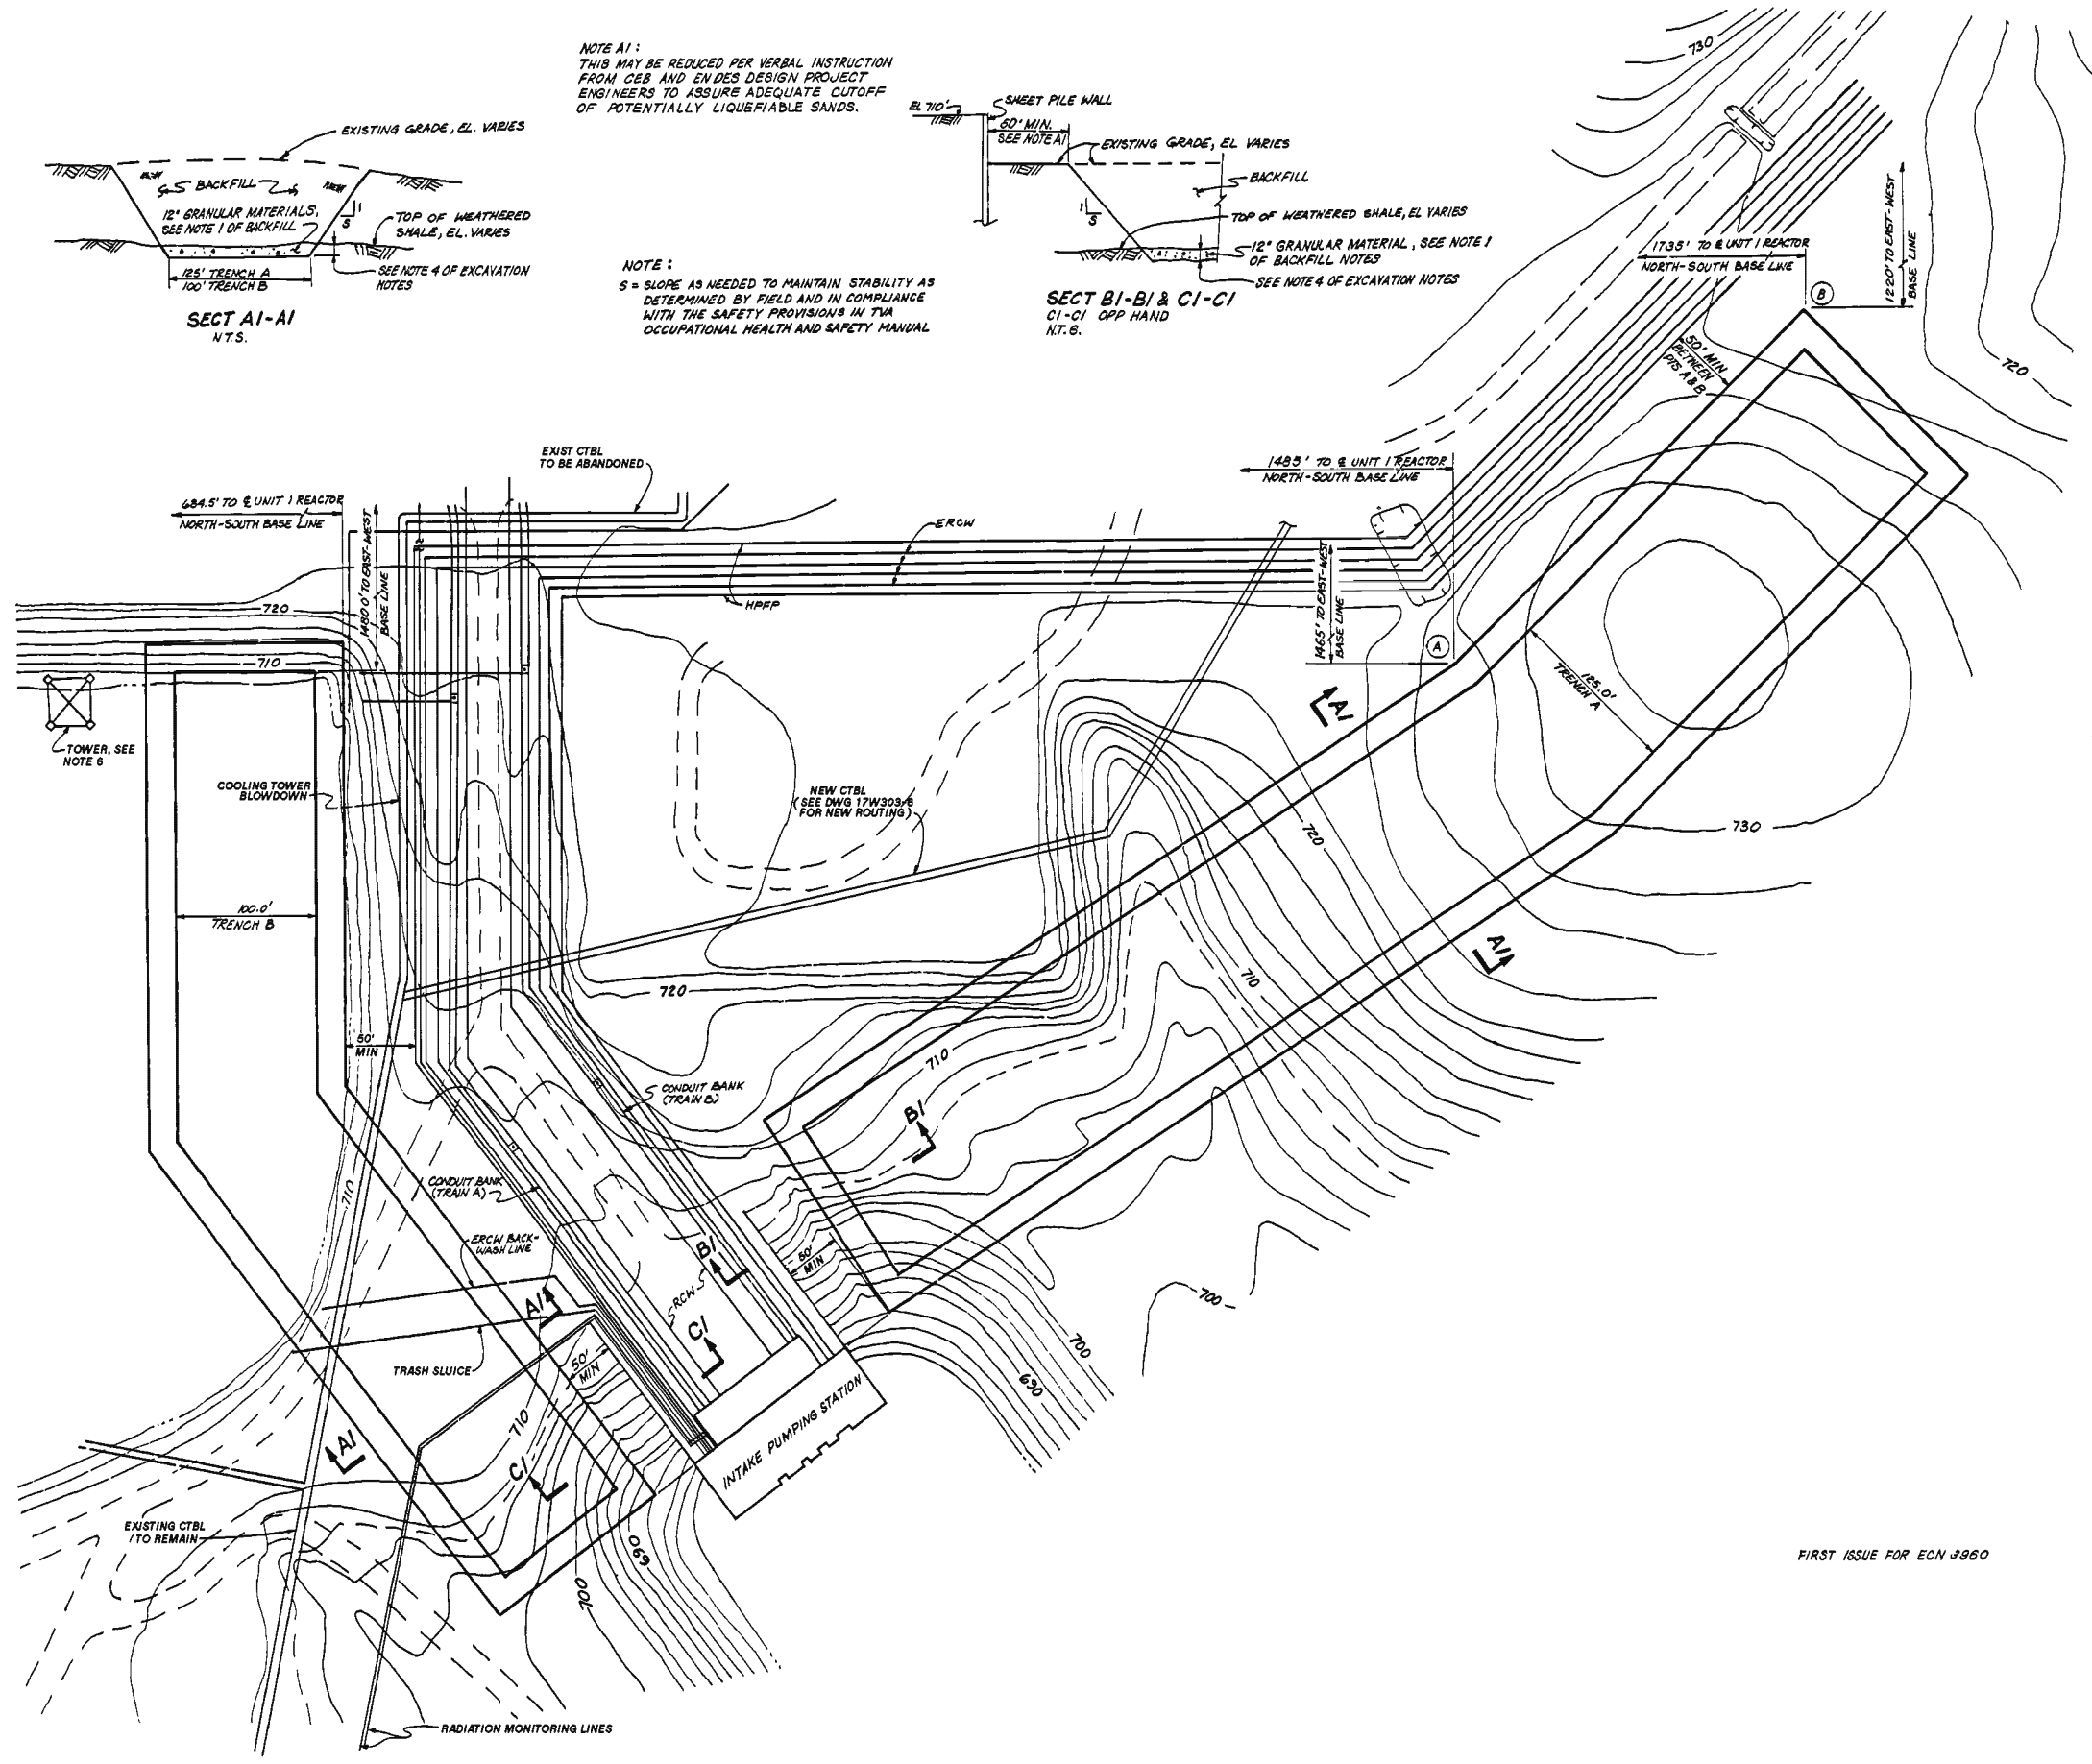 NOTE A1:
THIS MAY BE REDUCED PER VERBAL INSTRUCTION
FROM CEB AND EN DES DESIGN PROJECT
ENGINEERS TO ASSURE ADEQUATE CUTOFF
OF POTENTIALLY LIQUEFIABLE SANDS.
EXISTING GRADE, EL. VARIES
BACKFILL
12" GRANULAR MATERIALS,
SEE NOTE 1 OF BACKFILL
1
S
TOP OF WEATHERED
SHALE, EL. VARIES
125' TRENCH A
100' TRENCH B
SEE NOTE 4 OF EXCAVATION
NOTES
SECT A1-A1
N.T.S.
NOTE:
S = SLOPE AS NEEDED TO MAINTAIN STABILITY AS
DETERMINED BY FIELD AND IN COMPLIANCE
WITH THE SAFETY PROVISIONS IN TVA
OCCUPATIONAL HEALTH AND SAFETY MANUAL
EL 710'
SHEET PILE WALL
MIN.
SEE NOTE A1
EXISTING GRADE, EL VARIES
BACKFILL
1
S
TOP OF WEATHERED SHALE, EL VARIES
12" GRANULAR MATERIAL, SEE NOTE 1
OF BACKFILL NOTES
SEE NOTE 4 OF EXCAVATION NOTES
SECT B1-B1 & C1-C1
C1-C1 OPP HAND
N.T.S.
730
1735' TO ℄ UNIT 1 REACTOR
NORTH-SOUTH BASE LINE
1220' TO EAST-WEST
BASE LINE
B
50' MIN
BETWEEN
PTS A & B
720
EXIST CTBL
TO BE ABANDONED
634.5' TO ℄ UNIT 1 REACTOR
NORTH-SOUTH BASE LINE
1480.0' TO EAST-WEST
BASE LINE
1485' TO ℄ UNIT 1 REACTOR
NORTH-SOUTH BASE LINE
ERCW
HPFP
1465' TO EAST-WEST
BASE LINE
A
720
710
TOWER, SEE
NOTE 6
COOLING TOWER
BLOWDOWN
NEW CTBL
(SEE DWG 17W303-6
FOR NEW ROUTING)
A1
125.0'
TRENCH A
720
730
100.0'
TRENCH B
720
710
A1
50'
MIN
710
CONDUIT BANK
(TRAIN B)
B1
710
CONDUIT BANK
(TRAIN A)
ERCW BACK-
WASH LINE
B1
50'
MIN
RCW
A1
C1
700
TRASH SLUICE
50'
MIN
700
690
INTAKE PUMPING STATION
710
A1
C1
EXISTING CTBL
TO REMAIN
690
700
FIRST ISSUE FOR ECN 3960
RADIATION MONITORING LINES